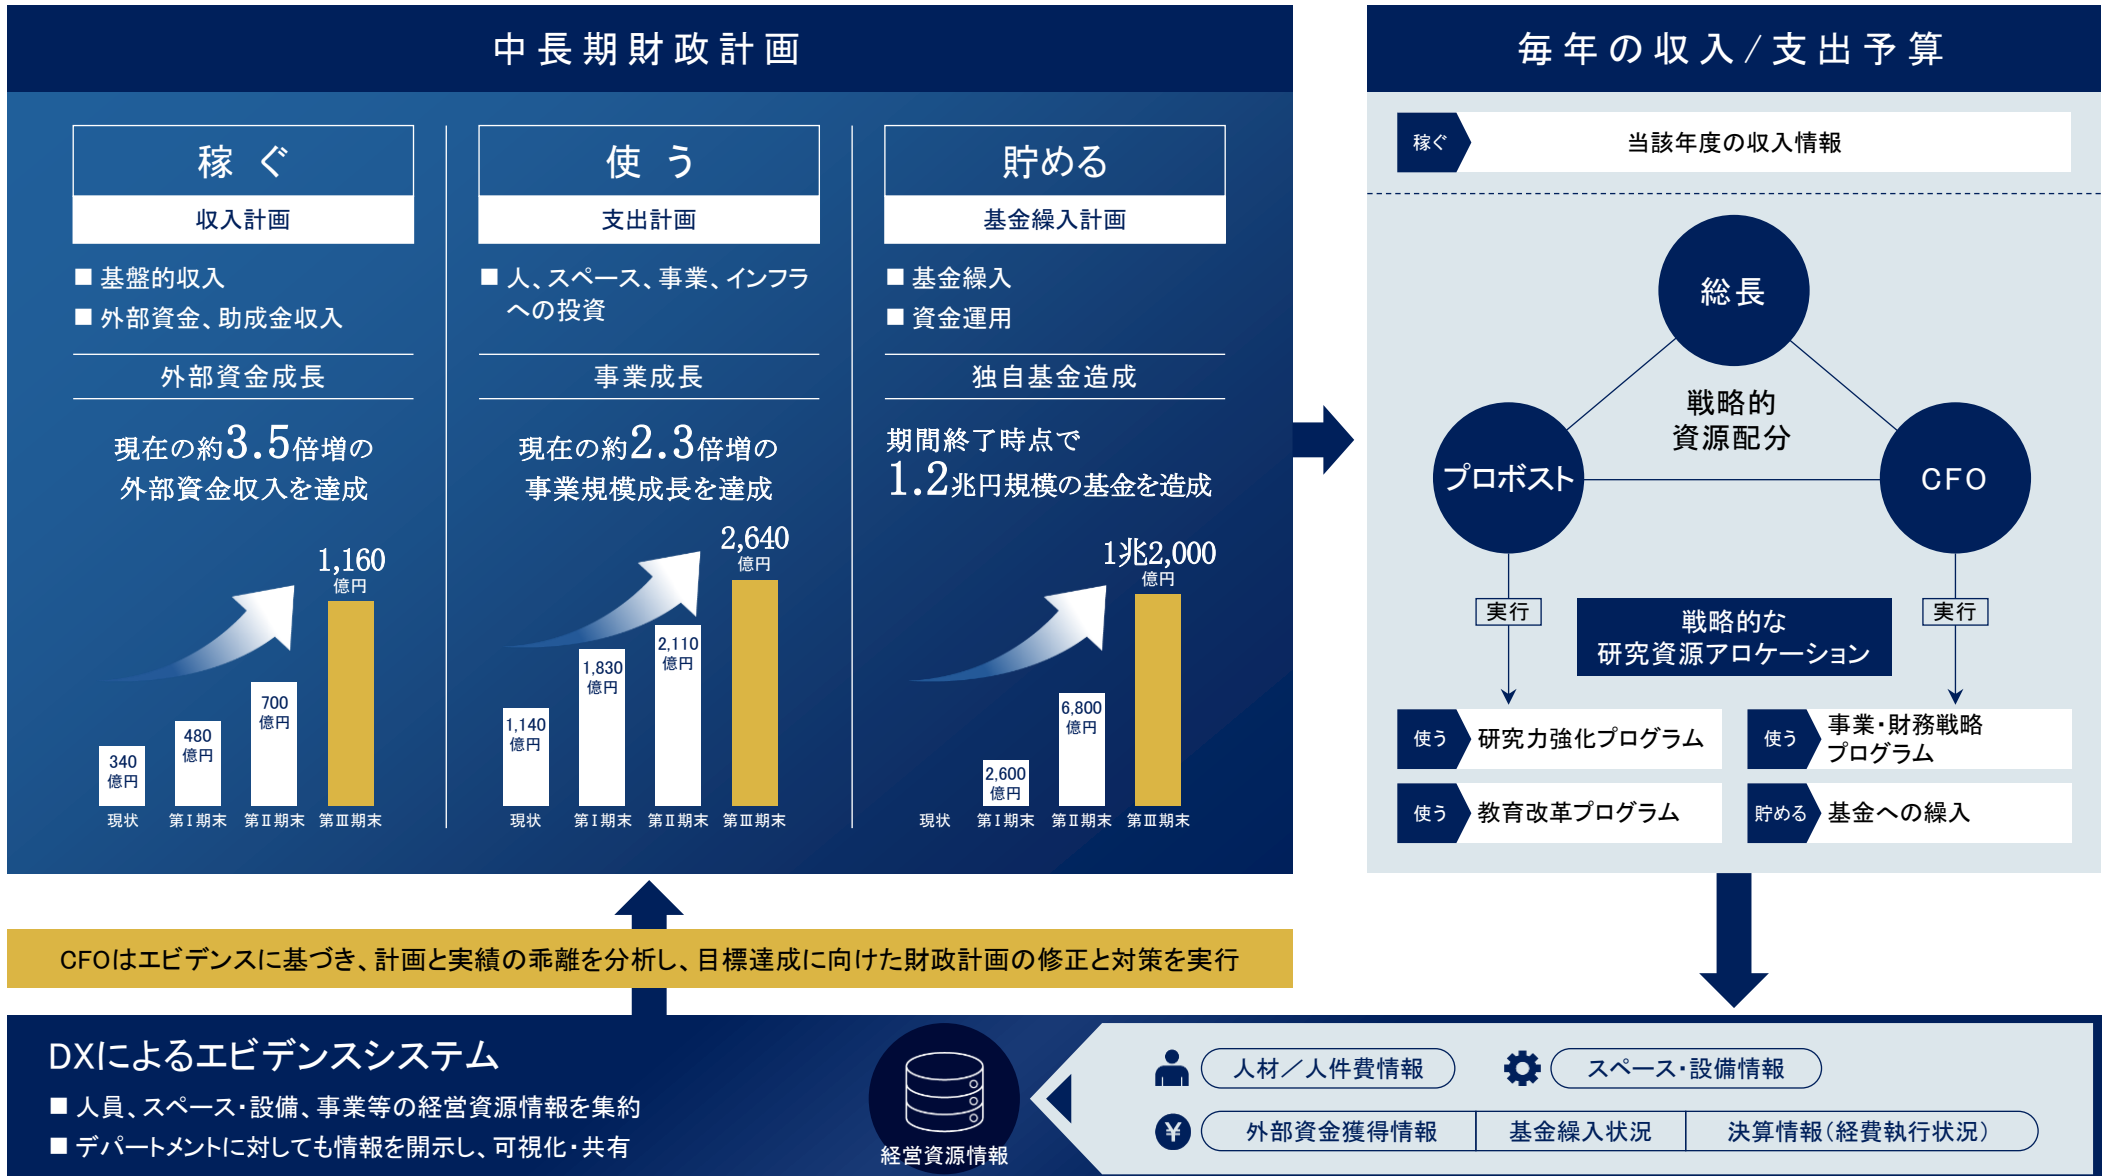 中長期財政計画
稼ぐ
収入計画
■ 基盤的収入
■ 外部資金、助成金収入
外部資金成長
現在の約3.5倍増の
外部資金収入を達成
1,160
億円
700
億円
480
億円
340
億円
現状 第Ⅰ期末 第Ⅱ期末 第Ⅲ期末
使う
支出計画
■ 人、スペース、事業、インフラ
への投資
事業成長
現在の約2.3倍増の
事業規模成長を達成
2,640
億円
2,110
億円
1,830
億円
1,140
億円
現状 第Ⅰ期末 第Ⅱ期末 第Ⅲ期末
貯める
基金繰入計画
■ 基金繰入
■ 資金運用
独自基金造成
期間終了時点で
1.2兆円規模の基金を造成
1兆2,000
億円
6,800
億円
2,600
億円
現状 第Ⅰ期末 第Ⅱ期末 第Ⅲ期末
毎年の収入/支出予算
稼ぐ 当該年度の収入情報
総長
戦略的
資源配分
プロボスト
CFO
実行
実行
戦略的な
研究資源アロケーション
使う 研究力強化プログラム
使う 事業・財務戦略
プログラム
使う 教育改革プログラム
貯める 基金への繰入
CFOはエビデンスに基づき、計画と実績の乖離を分析し、目標達成に向けた財政計画の修正と対策を実行
DXによるエビデンスシステム
■ 人員、スペース・設備、事業等の経営資源情報を集約
■ デパートメントに対しても情報を開示し、可視化・共有
経営資源情報
人材／人件費情報
スペース・設備情報
¥ 外部資金獲得情報 基金繰入状況 決算情報（経費執行状況）